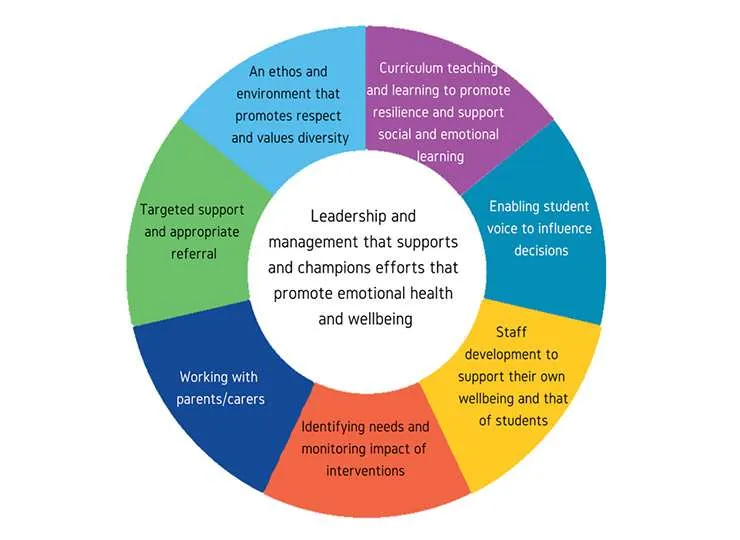 An ethos and
environment that
promotes respect
and values diversity
Curriculum teaching
and learning to promote
resilience and support
social and emotional
learning
Enabling student
voice to influence
decisions
Staff
development to
support their own
wellbeing and that
of students
Identifying needs and
monitoring impact of
interventions
Working with
parents/carers
Targeted support
and appropriate
referral
Leadership and
management that supports
and champions efforts that
promote emotional health
and wellbeing